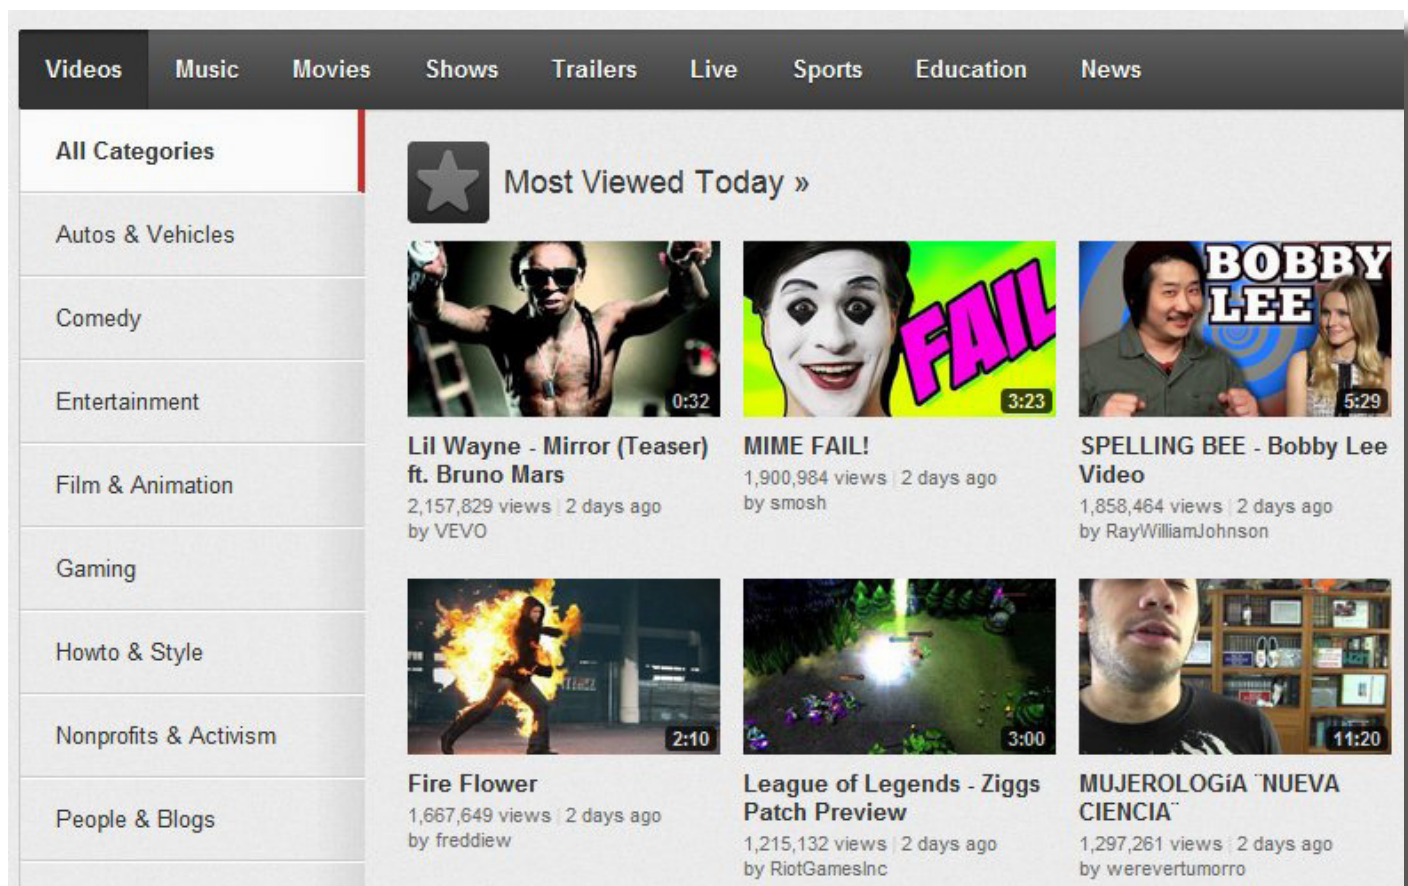 Videos Music Movies Shows Trailers Live Sports Education News
All Categories
Autos & Vehicles
Comedy
Entertainment
Film & Animation
Gaming
Howto & Style
Nonprofits & Activism
People & Blogs
Most Viewed Today »
0:32
Lil Wayne - Mirror (Teaser)
ft. Bruno Mars
2,157,829 views | 2 days ago
by VEVO
FAIL
3:23
MIME FAIL!
1,900,984 views | 2 days ago
by smosh
BOBBY
LEE
5:29
SPELLING BEE - Bobby Lee
Video
1,858,464 views | 2 days ago
by RayWilliamJohnson
2:10
Fire Flower
1,667,649 views | 2 days ago
by freddiew
3:00
League of Legends - Ziggs
Patch Preview
1,215,132 views | 2 days ago
by RiotGamesInc
11:20
MUJEROLOGíA ¨NUEVA
CIENCIA¨
1,297,261 views | 2 days ago
by werevertumorro